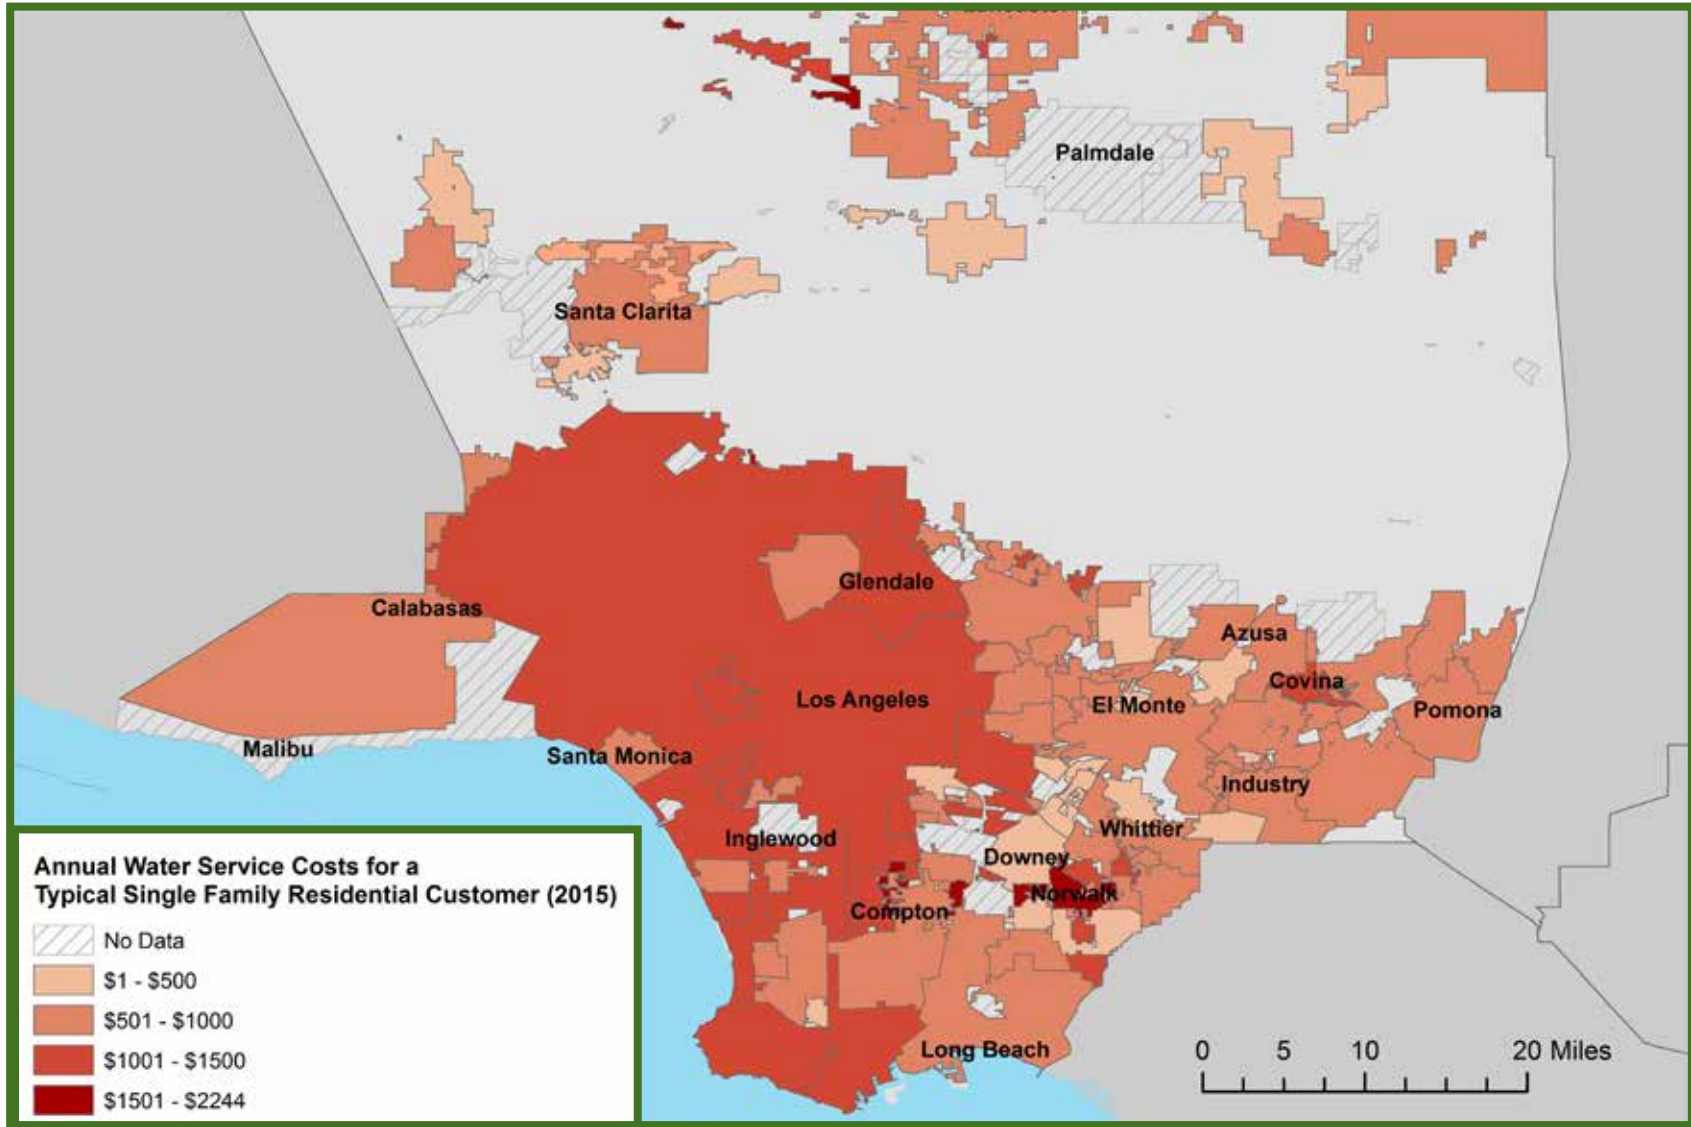 Palmdale
Santa Clarita
Glendale
Calabasas
Azusa
Covina
Los Angeles
El Monte
Pomona
Malibu
Santa Monica
Industry
Inglewood
Whittier
Downey
Norwalk
Compton
Long Beach
Annual Water Service Costs for a
Typical Single Family Residential Customer (2015)
No Data
$1 - $500
$501 - $1000
$1001 - $1500
$1501 - $2244
0 5 10 20 Miles